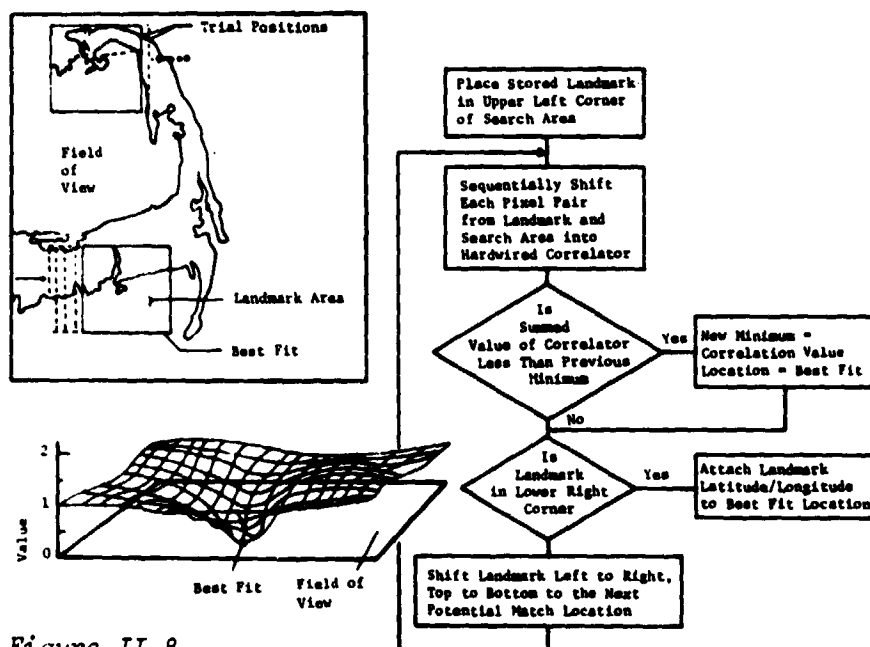 Trial Positions
Field
of
View
Landmark Area
Best Fit
Place Stored Landmark
in Upper Left Corner
of Search Area
Sequentially Shift
Each Pixel Pair
from Landmark and
Search Area into
Hardwired Correlator
Is
Summed
Value of Correlator
Less Than Previous
Minimum
Yes
New Minimum =
Correlation Value
Location = Best Fit
No
Is
Landmark
in Lower Right
Corner
Yes
Attach Landmark
Latitude/Longitude
to Best Fit Location
Shift Landmark Left to Right,
Top to Bottom to the Next
Potential Match Location
2
1
0
Value
Best Fit
Field of
View
Figure II-8